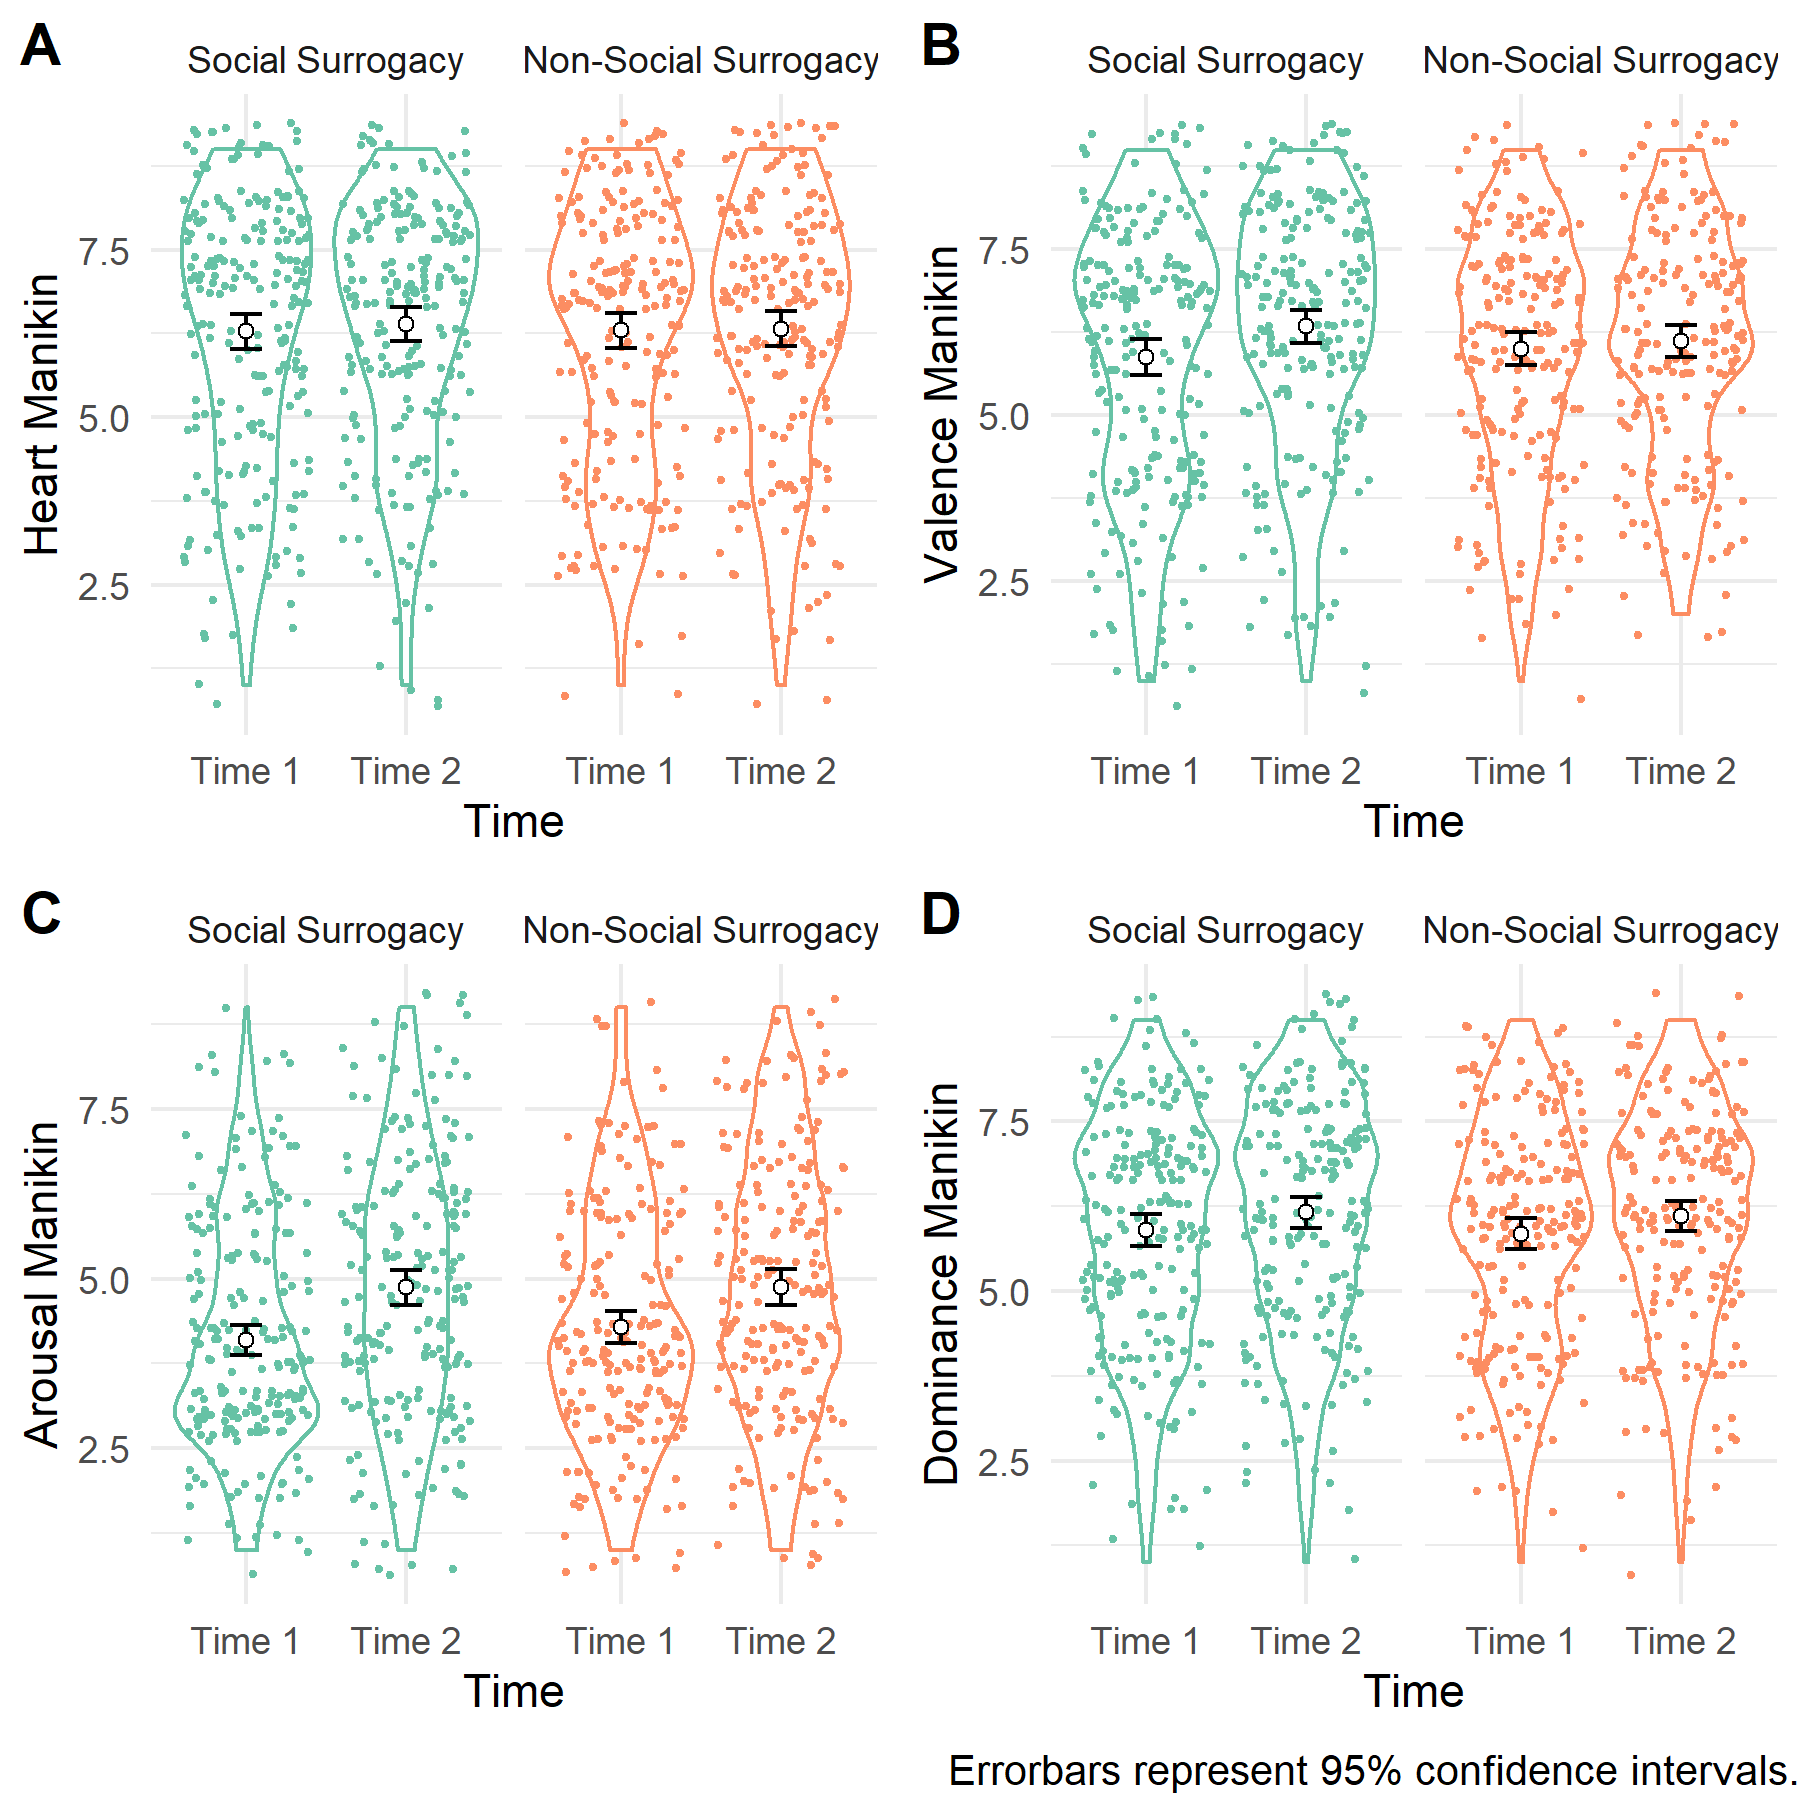 A
Social Surrogacy
Non-Social Surrogacy
Heart Manikin
7.5
5.0
2.5
Time 1
Time 2
Time 1
Time 2
Time
B
Social Surrogacy
Non-Social Surrogacy
Valence Manikin
7.5
5.0
2.5
Time 1
Time 2
Time 1
Time 2
Time
C
Social Surrogacy
Non-Social Surrogacy
Arousal Manikin
7.5
5.0
2.5
Time 1
Time 2
Time 1
Time 2
Time
D
Social Surrogacy
Non-Social Surrogacy
Dominance Manikin
7.5
5.0
2.5
Time 1
Time 2
Time 1
Time 2
Time
Errorbars represent 95% confidence intervals.